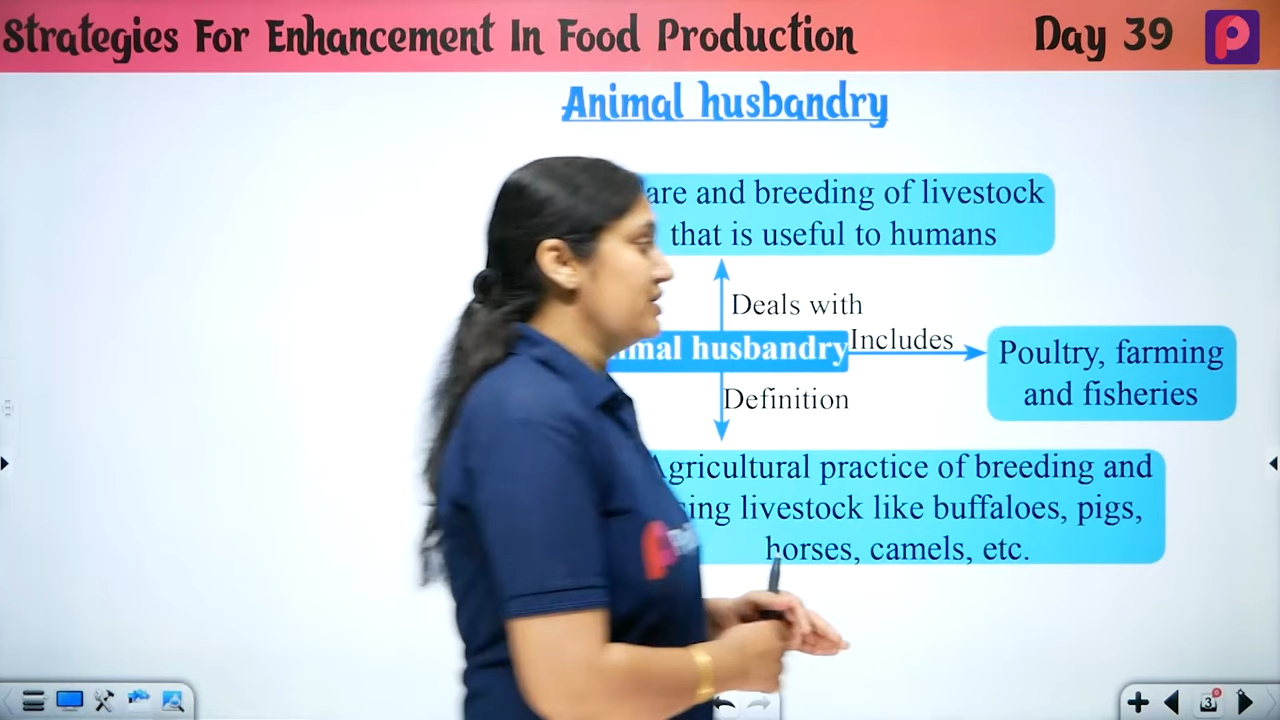 Strategies For Enhancement In Food Production
Day 39
Animal husbandry
are and breeding of livestock
that is useful to humans
Deals with
husbandry
Includes
Poultry, farming
and fisheries
Definition
Agricultural practice of breeding and
livestock like buffaloes, pigs,
horses, camels, etc.
3